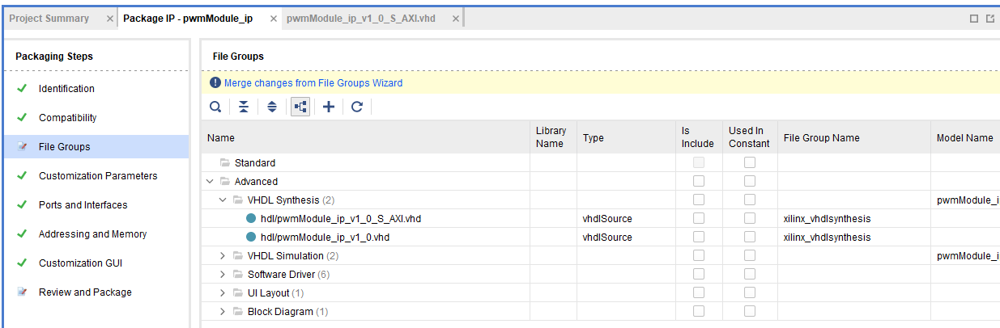 Project Summary
Package IP - pwmModule_ip
pwmModule_ip_v1_0_S_AXI.vhd
Packaging Steps
Identification
Compatibility
File Groups
Customization Parameters
Ports and Interfaces
Addressing and Memory
Customization GUI
Review and Package
File Groups
Merge changes from File Groups Wizard
Name
Library Name
Type
Is Include
Used In Constant
File Group Name
Model Name
Standard
Advanced
VHDL Synthesis (2)
pwmModule_i
hdl/pwmModule_ip_v1_0_S_AXI.vhd
vhdlSource
xilinx_vhdlsynthesis
hdl/pwmModule_ip_v1_0.vhd
vhdlSource
xilinx_vhdlsynthesis
VHDL Simulation (2)
pwmModule_i
Software Driver (6)
UI Layout (1)
Block Diagram (1)